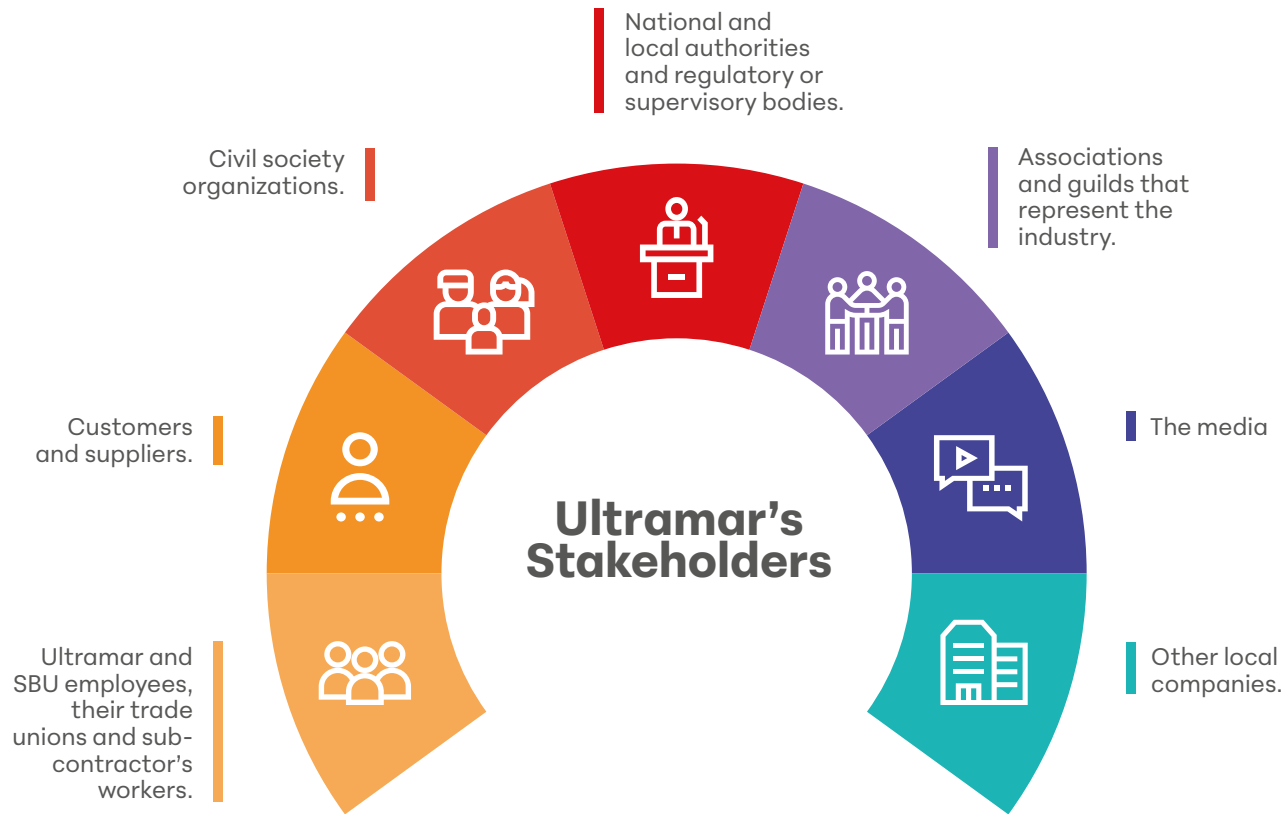 National and
local authorities
and regulatory or
supervisory bodies.
Civil society
organizations.
Associations
and guilds that
represent the
industry.
Customers
and suppliers.
The media
Ultramar’s
Stakeholders
Ultramar and
SBU employees,
their trade
unions and sub-
contractor’s
workers.
Other local
companies.